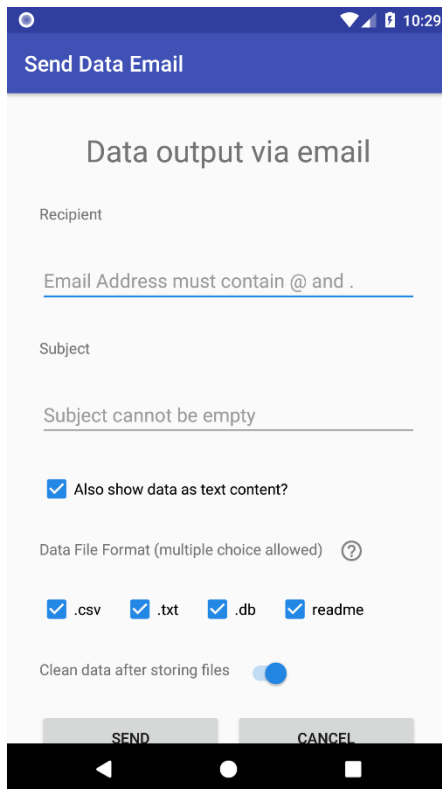 10:29
Send Data Email
Data output via email
Recipient
Email Address must contain @ and .
Subject
Subject cannot be empty
Also show data as text content?
Data File Format (multiple choice allowed) ?
.csv .txt .db readme
Clean data after storing files
SEND CANCEL